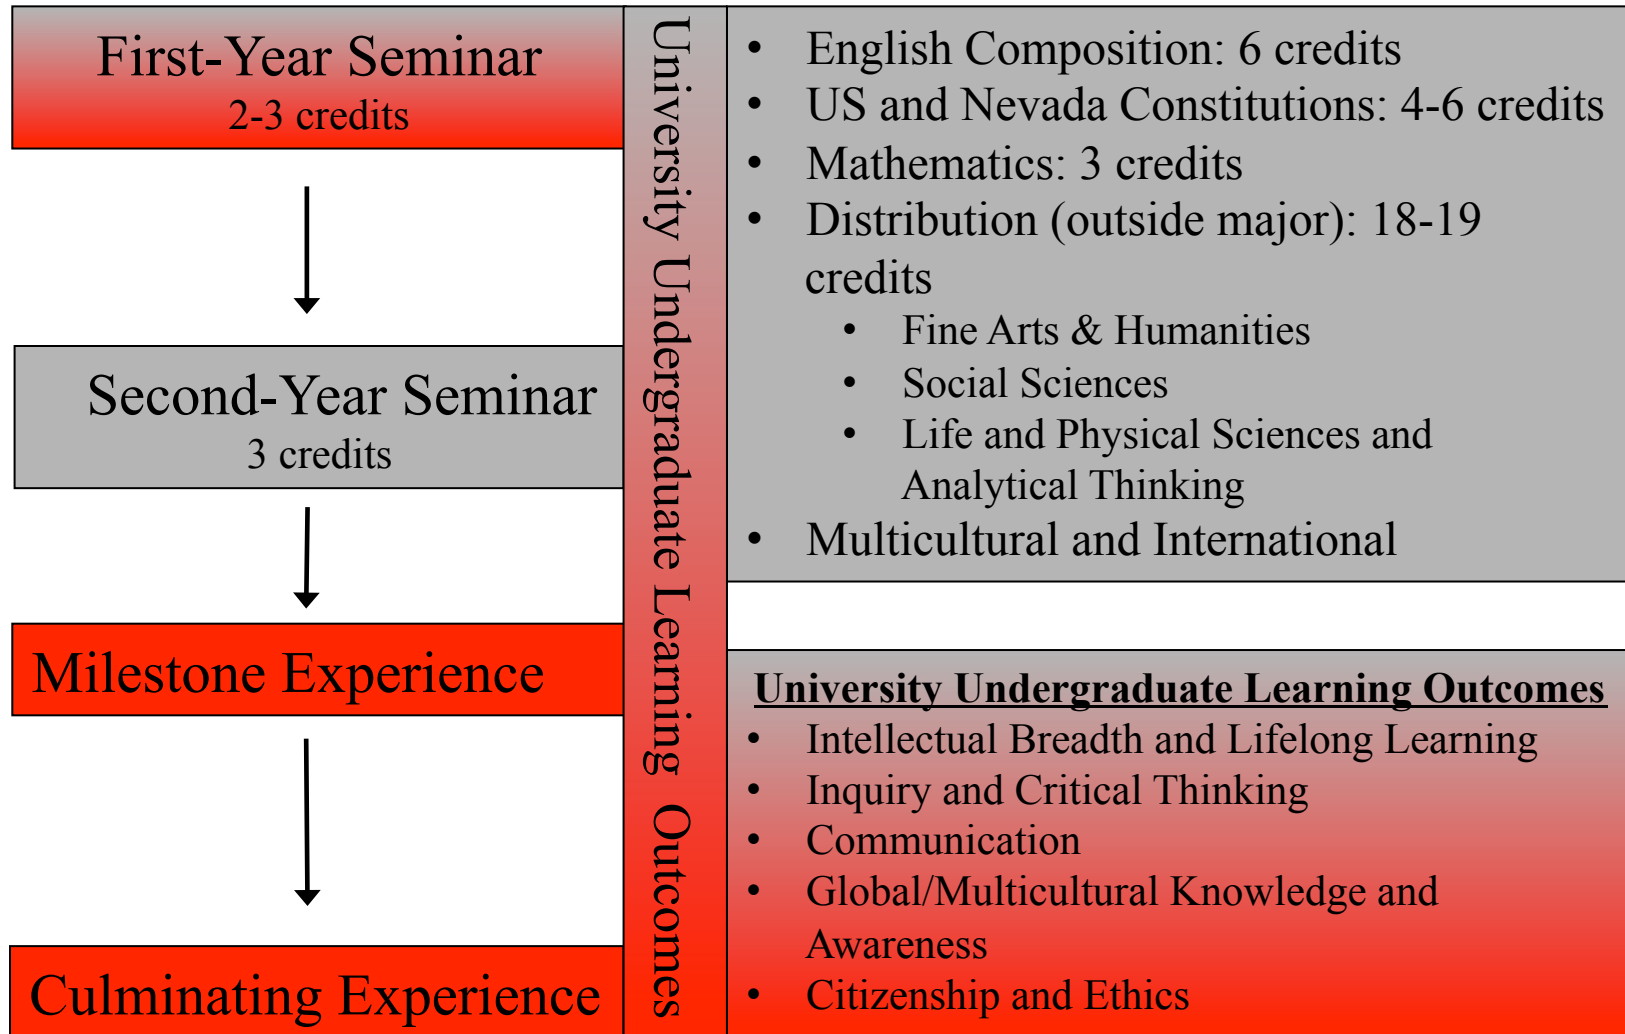 First-Year Seminar
2-3 credits
Second-Year Seminar
3 credits
Milestone Experience
Culminating Experience
University Undergraduate Learning Outcomes
• English Composition: 6 credits
• US and Nevada Constitutions: 4-6 credits
• Mathematics: 3 credits
• Distribution (outside major): 18-19
credits
• Fine Arts & Humanities
• Social Sciences
• Life and Physical Sciences and
Analytical Thinking
• Multicultural and International
University Undergraduate Learning Outcomes
• Intellectual Breadth and Lifelong Learning
• Inquiry and Critical Thinking
• Communication
• Global/Multicultural Knowledge and
Awareness
• Citizenship and Ethics